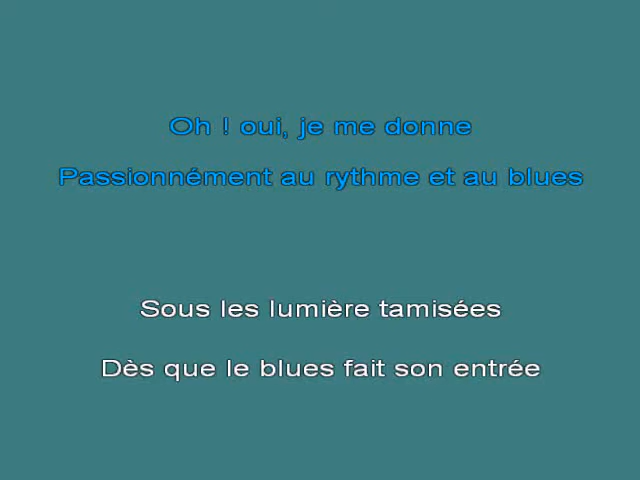 Oh ! oui, je me donne
Passionnément au rythme et au blues
Sous les lumière tamisées
Dès que le blues fait son entrée